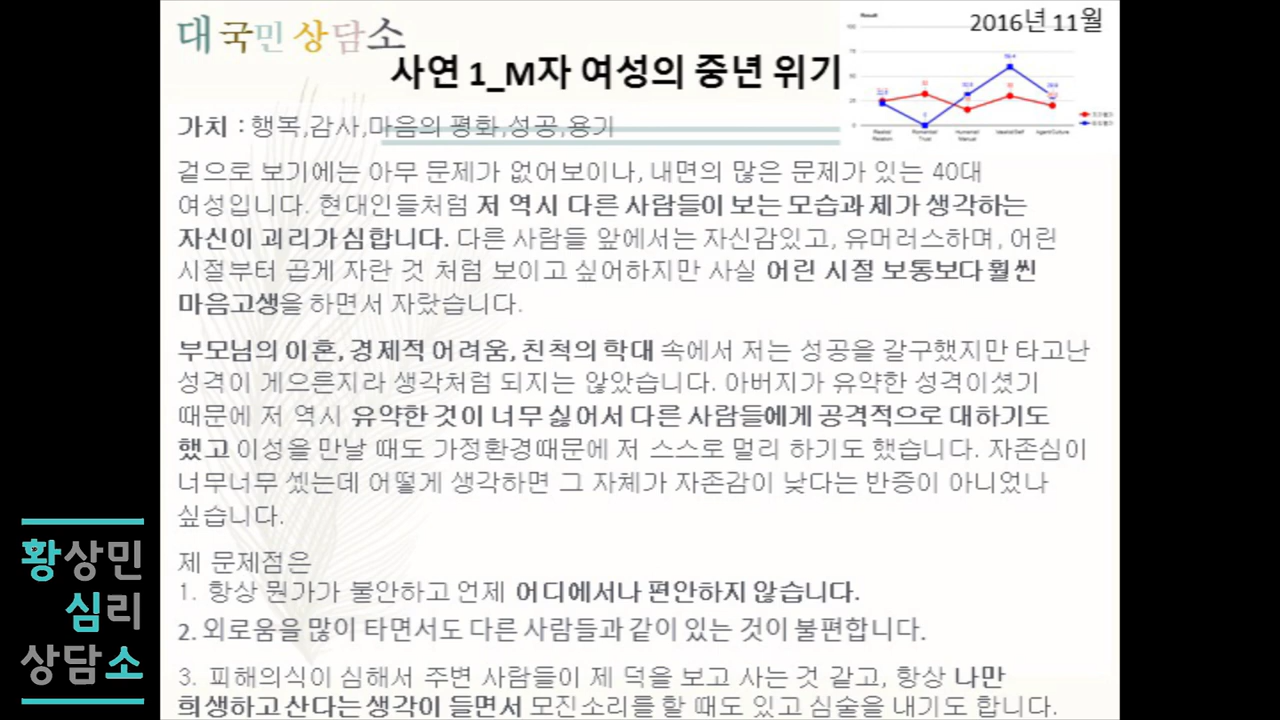 대국민 상담소
2016년 11월
사연 1_M자 여성의 중년 위기
가치 : 행복,감사,마음의 평화,성공,용기
겉으로 보기에는 아무 문제가 없어보이나, 내면의 많은 문제가 있는 40대
여성입니다. 현대인들처럼 저 역시 다른 사람들이 보는 모습과 제가 생각하는
자신이 괴리가 심합니다. 다른 사람들 앞에서는 자신감있고, 유머러스하며, 어린
시절부터 곱게 자란 것 처럼 보이고 싶어하지만 사실 어린 시절 보통보다 훨씬
마음고생을 하면서 자랐습니다.
부모님의 이혼, 경제적 어려움, 친척의 학대 속에서 저는 성공을 갈구했지만 타고난
성격이 게으른지라 생각처럼 되지는 않았습니다. 아버지가 유약한 성격이셨기
때문에 저 역시 유약한 것이 너무 싫어서 다른 사람들에게 공격적으로 대하기도
했고 이성을 만날 때도 가정환경때문에 저 스스로 멀리 하기도 했습니다. 자존심이
너무너무 셌는데 어떻게 생각하면 그 자체가 자존감이 낮다는 반증이 아니었나
싶습니다.
제 문제점은
1. 항상 뭔가가 불안하고 언제 어디에서나 편안하지 않습니다.
2. 외로움을 많이 타면서도 다른 사람들과 같이 있는 것이 불편합니다.
3. 피해의식이 심해서 주변 사람들이 제 덕을 보고 사는 것 같고, 항상 나만
희생하고 산다는 생각이 들면서 모진소리를 할 때도 있고 심술을 내기도 합니다.
황상민
심리
상담소